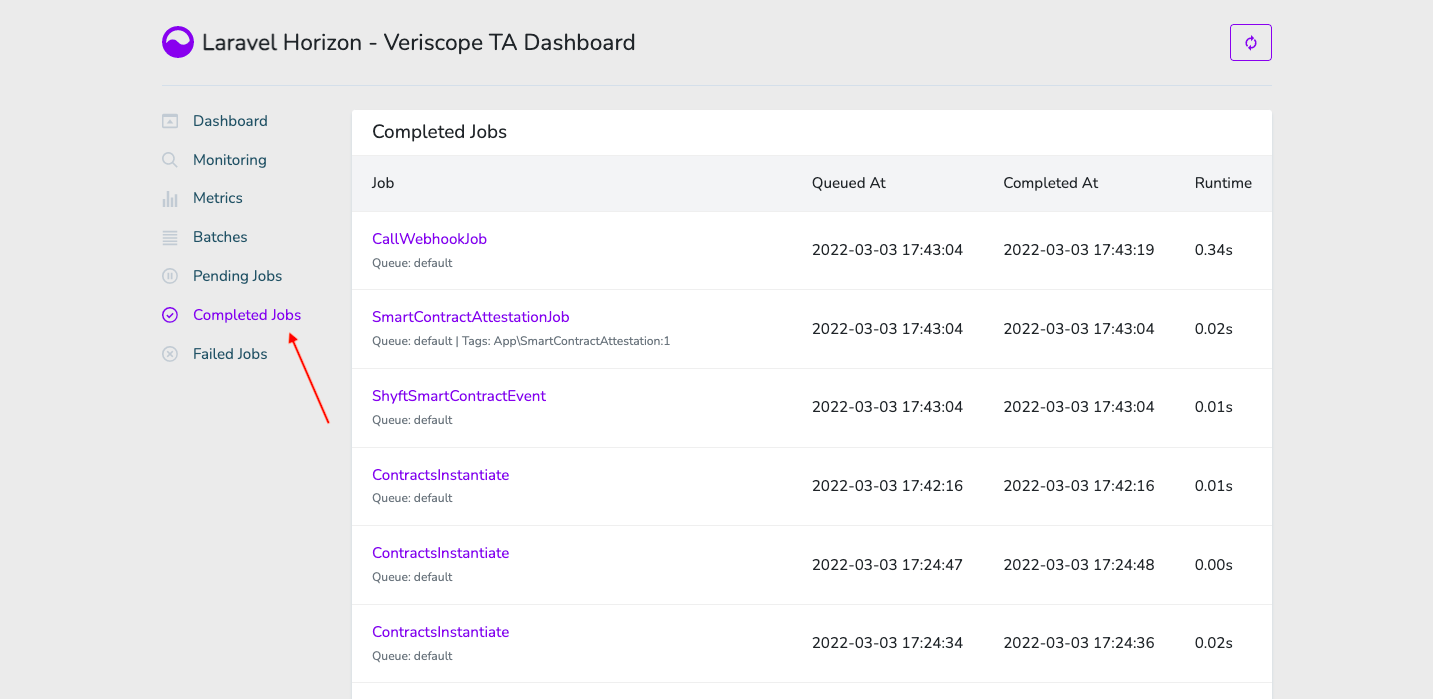 Laravel Horizon - Veriscope TA Dashboard
Dashboard
Monitoring
Metrics
Batches
Pending Jobs
Completed Jobs
Failed Jobs
Completed Jobs
Job Queued At Completed At Runtime
CallWebhookJob
Queue: default
2022-03-03 17:43:04 2022-03-03 17:43:19 0.34s
SmartContractAttestationJob
Queue: default | Tags: App\SmartContractAttestation:1
2022-03-03 17:43:04 2022-03-03 17:43:04 0.02s
ShyftSmartContractEvent
Queue: default
2022-03-03 17:43:04 2022-03-03 17:43:04 0.01s
ContractsInstantiate
Queue: default
2022-03-03 17:42:16 2022-03-03 17:42:16 0.01s
ContractsInstantiate
Queue: default
2022-03-03 17:24:47 2022-03-03 17:24:48 0.00s
ContractsInstantiate
Queue: default
2022-03-03 17:24:34 2022-03-03 17:24:36 0.02s